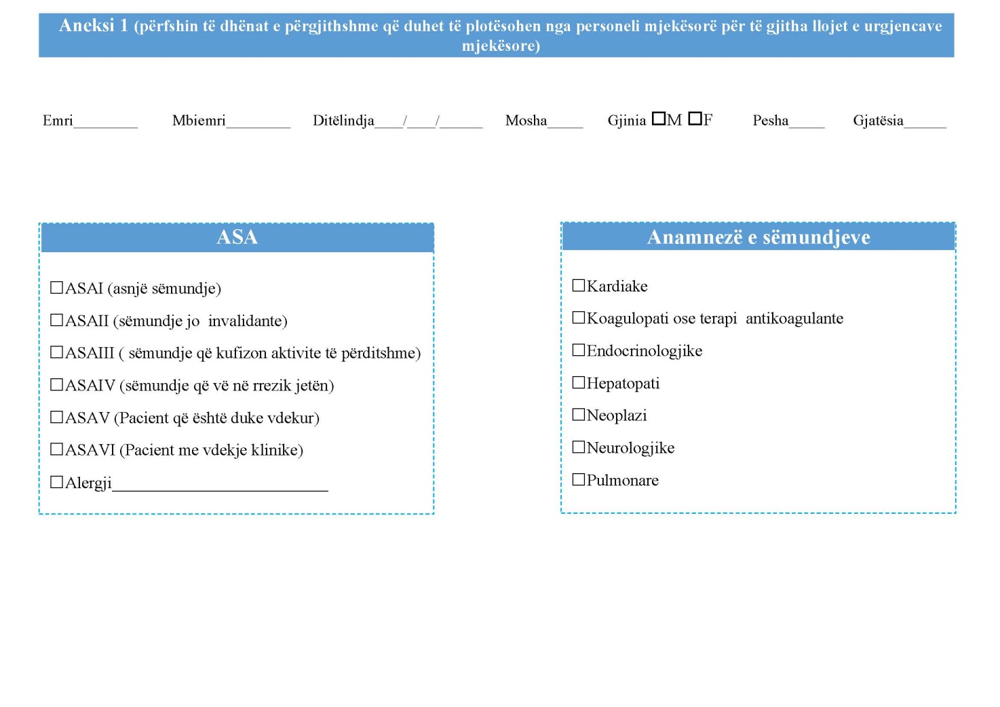 Aneksi 1 (përfshin të dhënat e përgjithshme që duhet të plotësohen nga personeli mjekësorë për të gjitha llojet e urgjencave
mjekësore)
Emri_________ Mbiemri_________ Ditëlindja____/____/______ Mosha_____ Gjinia ☐M ☐F Pesha_____ Gjatësia______
ASA
☐ASAI (asnjë sëmundje)
☐ASAII (sëmundje jo  invalidante)
☐ASAIII ( sëmundje që kufizon aktivite të përditshme)
☐ASAIV (sëmundje që vë në rrezik jetën)
☐ASAV (Pacient që është duke vdekur)
☐ASAVI (Pacient me vdekje klinike)
☐Alergji__________________________
Anamnezë e sëmundjeve
☐Kardiake
☐Koagulopati ose terapi  antikoagulante
☐Endocrinologjike
☐Hepatopati
☐Neoplazi
☐Neurologjike
☐Pulmonare